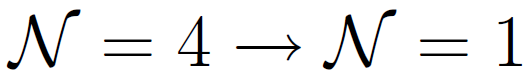 𝒩 = 4 → 𝒩 = 1